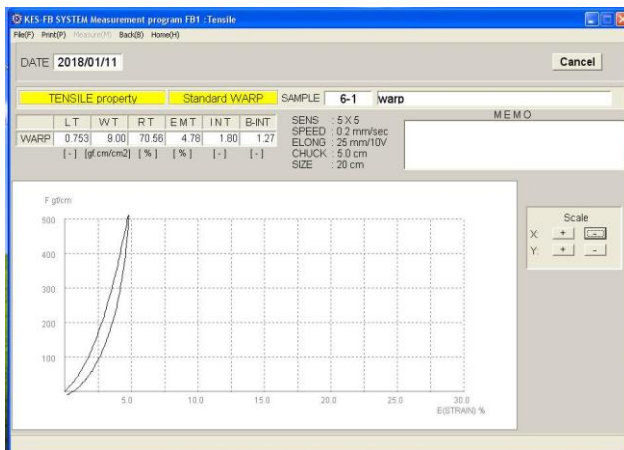 KES-FB SYSTEM Measurement program FB1 :Tensile
File(F) Print(P) Measure(M) Back(B) Home(H)
DATE 2018/01/11 Cancel
TENSILE property Standard WARP SAMPLE 6-1 warp
MEMO
LT WT RT EMT INT B-INT
WARP 0.753 9.00 70.56 4.78 1.80 1.27
[-] [gf.cm/cm2] [%] [%] [-] [-]
SENS : 5 X 5
SPEED : 0.2 mm/sec
ELONG : 25 mm/10V
CHUCK : 5.0 cm
SIZE : 20 cm
F gf/cm
500
400
300
200
100
5.0 10.0 15.0 20.0 25.0 30.0
E(STRAIN) %
Scale
X: + -
Y: + -